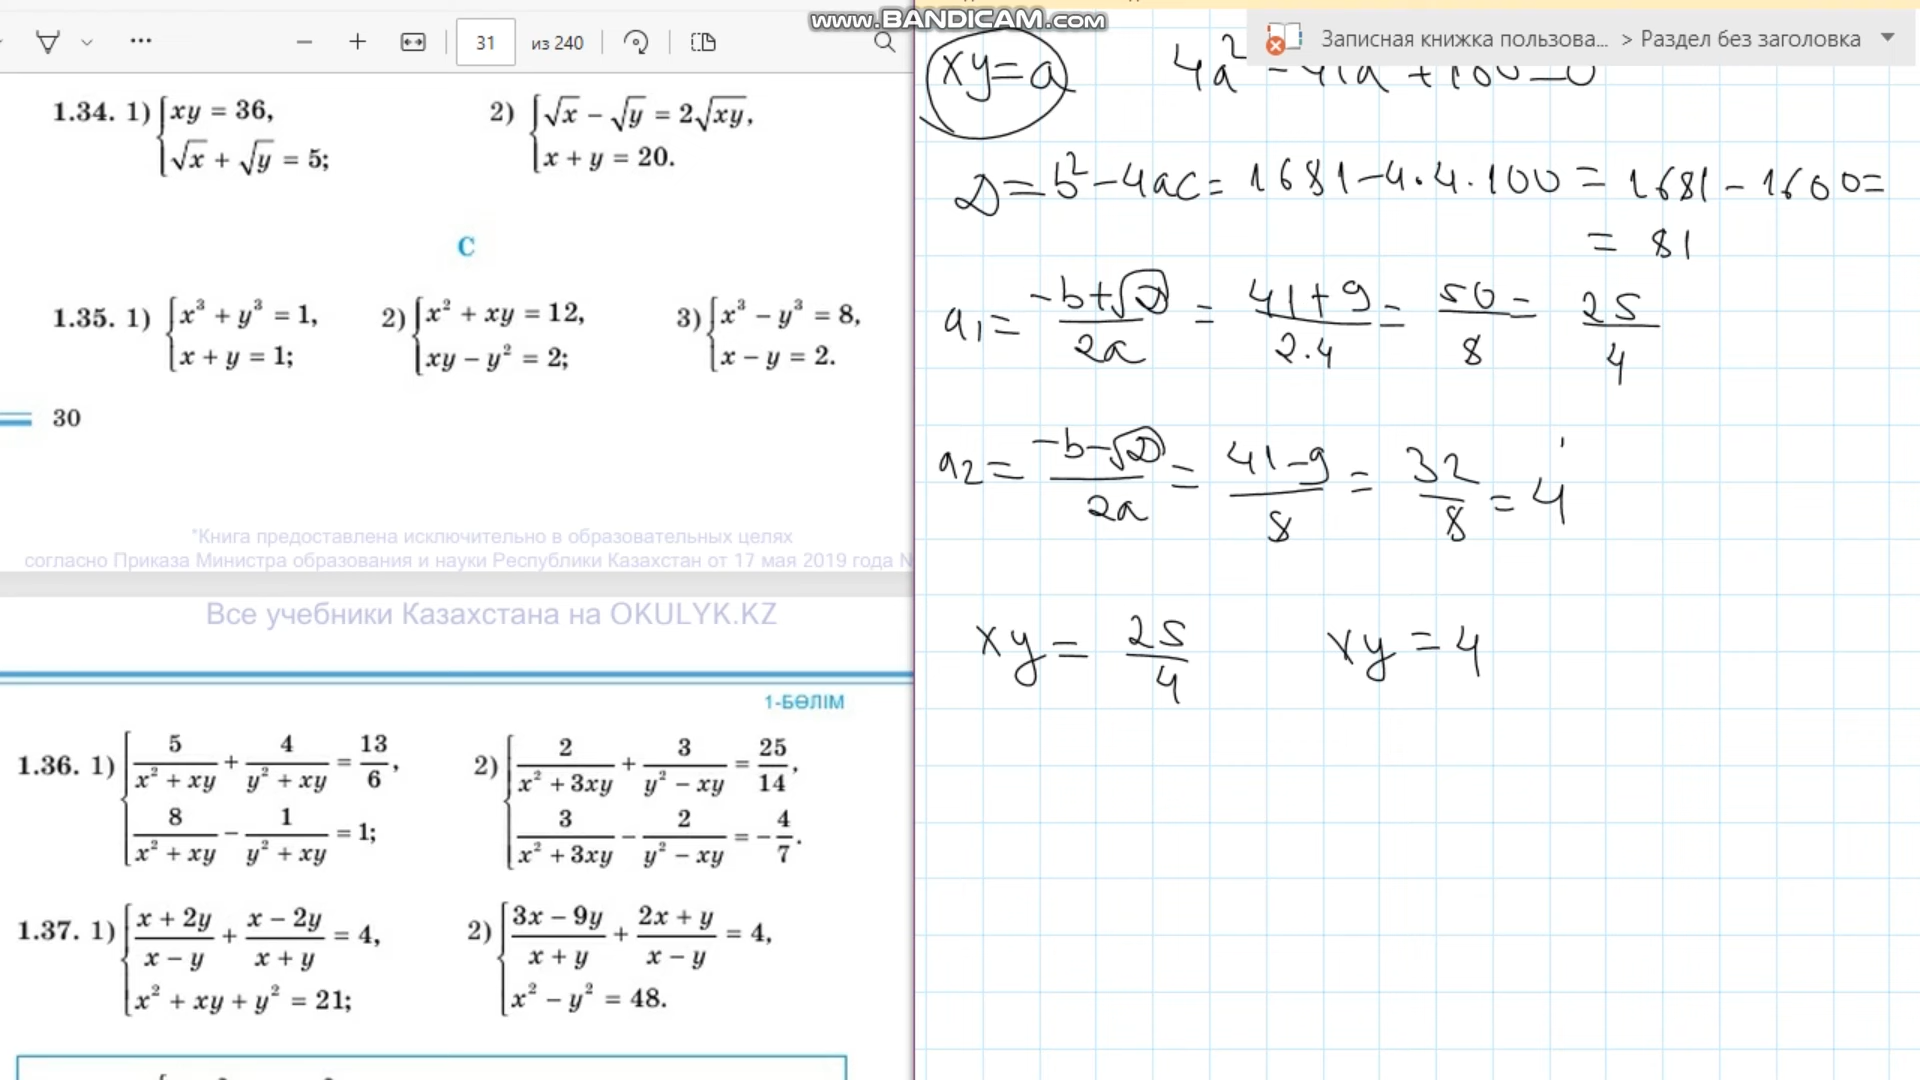 www.BANDICAM.com
31 из 240
Записная книжка пользова... > Раздел без заголовка
1.34. 1) {xy = 36, √x + √y = 5;
2) {√x − √y = 2√xy, x + y = 20.
C
1.35. 1) {x³ + y³ = 1, x + y = 1;
2) {x² + xy = 12, xy − y² = 2;
3) {x³ − y³ = 8, x − y = 2.
30
*Книга предоставлена исключительно в образовательных целях
согласно Приказа Министра образования и науки Республики Казахстан от 17 мая 2019 года №
Все учебники Казахстана на OKULYK.KZ
1-БӨЛІМ
1.36. 1) {5/(x² + xy) + 4/(y² + xy) = 13/6, 8/(x² + xy) − 1/(y² + xy) = 1;
2) {2/(x² + 3xy) + 3/(y² − xy) = 25/14, 3/(x² + 3xy) − 2/(y² − xy) = −4/7.
1.37. 1) {(x + 2y)/(x − y) + (x − 2y)/(x + y) = 4, x² + xy + y² = 21;
2) {(3x − 9y)/(x + y) + (2x + y)/(x − y) = 4, x² − y² = 48.
xy = a
4a² − 41a + 100 = 0
D = b² − 4ac = 1681 − 4·4·100 = 1681 − 1600 =
= 81
a₁ = (−b+√D)/2a = (41+9)/(2·4) = 50/8 = 25/4
a₂ = (−b−√D)/2a = (41−9)/8 = 32/8 = 4
xy = 25/4
xy = 4